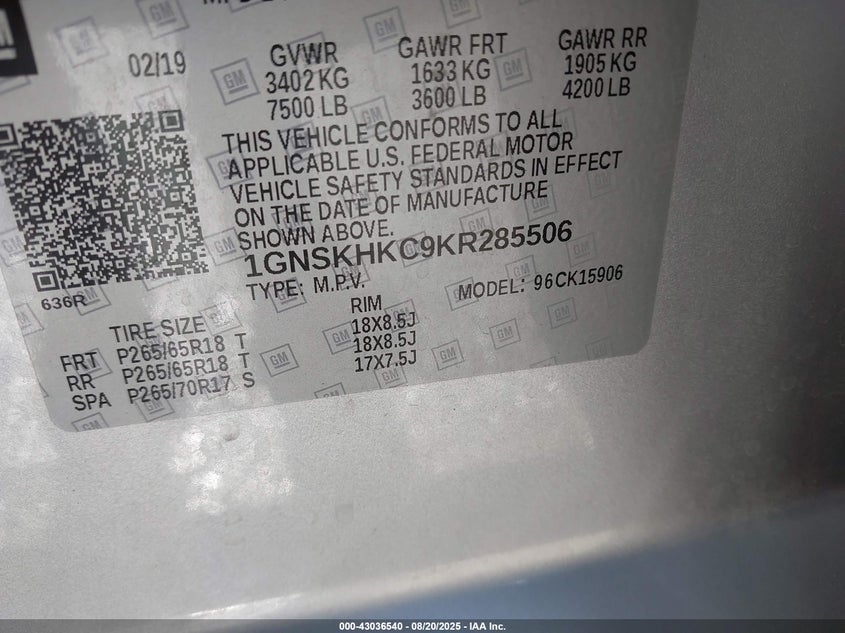 02/19
GVWR
3402 KG
7500 LB
GAWR FRT
1633 KG
3600 LB
GAWR RR
1905 KG
4200 LB
THIS VEHICLE CONFORMS TO ALL
APPLICABLE U.S. FEDERAL MOTOR
VEHICLE SAFETY STANDARDS IN EFFECT
ON THE DATE OF MANUFACTURE
SHOWN ABOVE.
1GNSKHKC9KR285506
TYPE: M.P.V.
MODEL: 96CK15906
636R
TIRE SIZE RIM
FRT P265/65R18 T 18X8.5J
RR P265/65R18 T 18X8.5J
SPA P265/70R17 S 17X7.5J
000-43036540 - 08/20/2025 - IAA Inc.